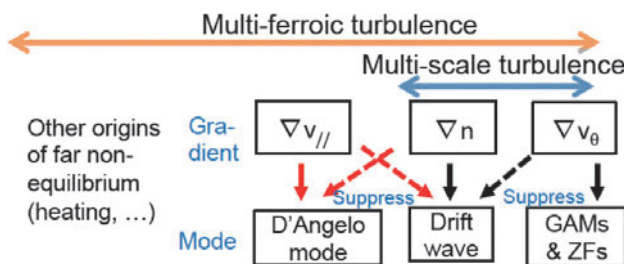 Multi-ferroic turbulence
Multi-scale turbulence
Other origins
of far non-
equilibrium
(heating, ...)
Gra-
dient
∇ v//
∇ n
∇ vθ
Suppress
Suppress
Mode
D'Angelo
mode
Drift
wave
GAMs
& ZFs